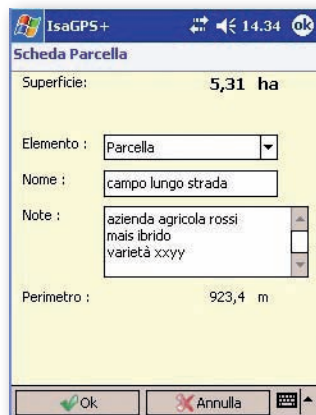 IsaGPS+ 14.34 ok
Scheda Parcella
Superficie: 5,31 ha
Elemento : Parcella
Nome : campo lungo strada
Note : azienda agricola rossi
mais ibrido
varietà xxyy
Perimetro : 923,4 m
Ok Annulla